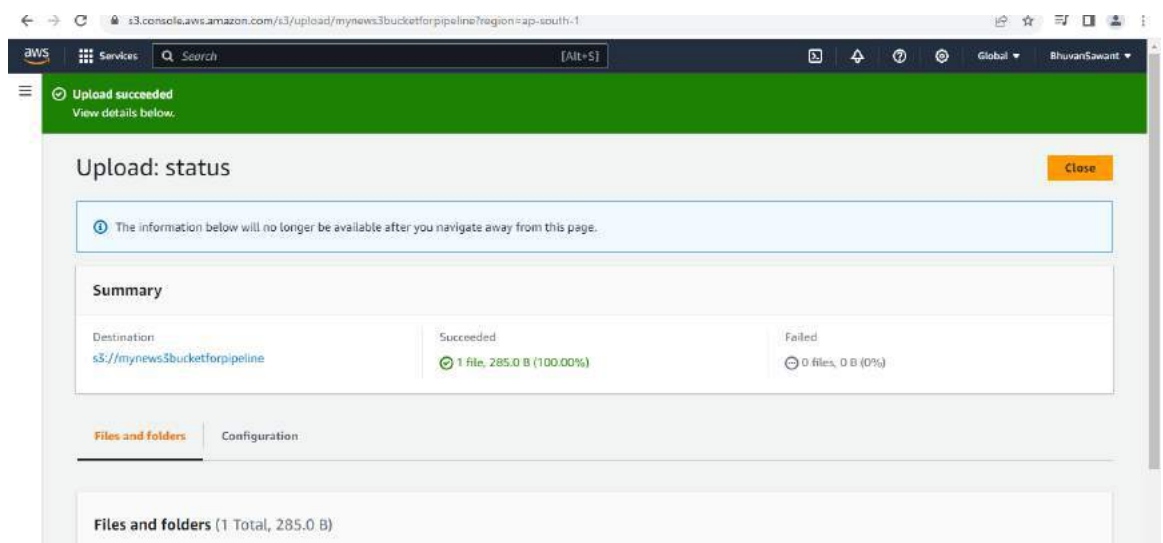 s3.console.aws.amazon.com/s3/upload/mynews3bucketforpipeline?region=ap-south-1
aws Services Search [Alt+S] Global BhuvanSawant
Upload succeeded
View details below.
Upload: status
Close
The information below will no longer be available after you navigate away from this page.
Summary
Destination Succeeded Failed
s3://mynews3bucketforpipeline 1 file, 285.0 B (100.00%) 0 files, 0 B (0%)
Files and folders Configuration
Files and folders (1 Total, 285.0 B)